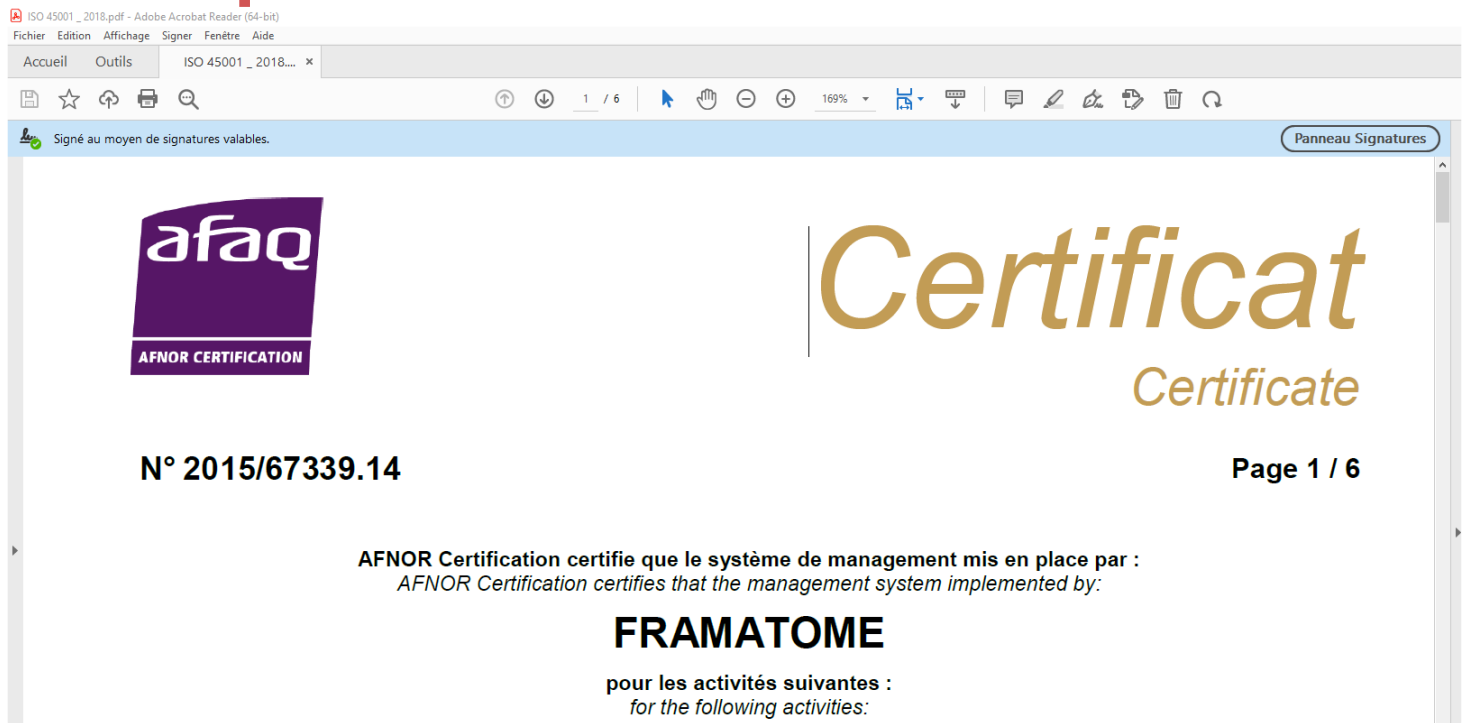 ISO 45001 _ 2018.pdf - Adobe Acrobat Reader (64-bit)
Fichier Edition Affichage Signer Fenêtre Aide
Accueil Outils ISO 45001 _ 2018.... ×
1 / 6 169%
Signé au moyen de signatures valables. Panneau Signatures
afaq
AFNOR CERTIFICATION
Certificat
Certificate
N° 2015/67339.14 Page 1 / 6
AFNOR Certification certifie que le système de management mis en place par :
AFNOR Certification certifies that the management system implemented by:
FRAMATOME
pour les activités suivantes :
for the following activities: